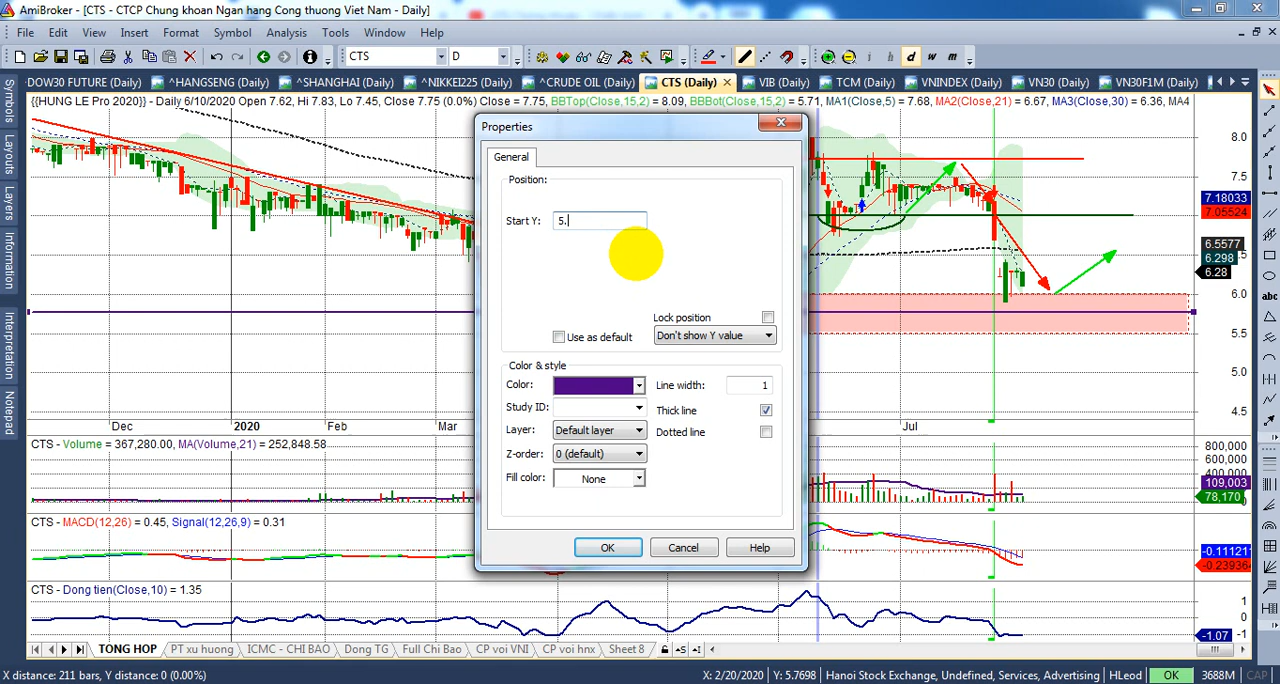 AmiBroker - [CTS - CTCP Chung khoan Ngan hang Cong thuong Viet Nam - Daily]
File Edit View Insert Format Symbol Analysis Tools Window Help
CTS D i h d w m
DOW30 FUTURE (Daily) ^HANGSENG (Daily) ^SHANGHAI (Daily) ^NIKKEI225 (Daily) ^CRUDE OIL (Daily) CTS (Daily) VIB (Daily) TCM (Daily) VNINDEX (Daily) VN30 (Daily) VN30F1M (Daily)
{{HUNG LE Pro 2020}} - Daily 6/10/2020 Open 7.62, Hi 7.83, Lo 7.45, Close 7.75 (0.0%) Close = 7.75, BBTop(Close,15,2) = 8.09, BBBot(Close,15,2) = 5.71, MA1(Close,5) = 7.68, MA2(Close,21) = 6.67, MA3(Close,30) = 6.36, MA4
Symbols
Layouts
Layers
Information
Interpretation
Notepad
Properties
General
Position:
Start Y: 5.
Lock position
Use as default
Don't show Y value
Color & style
Color:
Line width: 1
Study ID:
Thick line
Layer: Default layer
Dotted line
Z-order: 0 (default)
Fill color: None
OK Cancel Help
8.0
7.5
7.18033
7.05524
6.5577
6.298
6.28
6.0
5.5
5.0
4.5
abc
Dec 2020 Feb Mar Jul
CTS - Volume = 367,280.00, MA(Volume,21) = 252,848.58
800,000
600,000
400,000
109,003
78,170
CTS - MACD(12,26) = 0.45, Signal(12,26,9) = 0.31
-0.11121
-0.239364
CTS - Dong tien(Close,10) = 1.35
1
0
-1.07
-1
TONG HOP PT xu huong ICMC - CHI BAO Dong TG Full Chi Bao CP voi VNI CP voi hnx Sheet 8
X distance: 211 bars, Y distance: 0 (0.00%) X: 2/20/2020 Y: 5.7698 Hanoi Stock Exchange, Undefined, Services, Advertising HLeod OK 3688M CAP